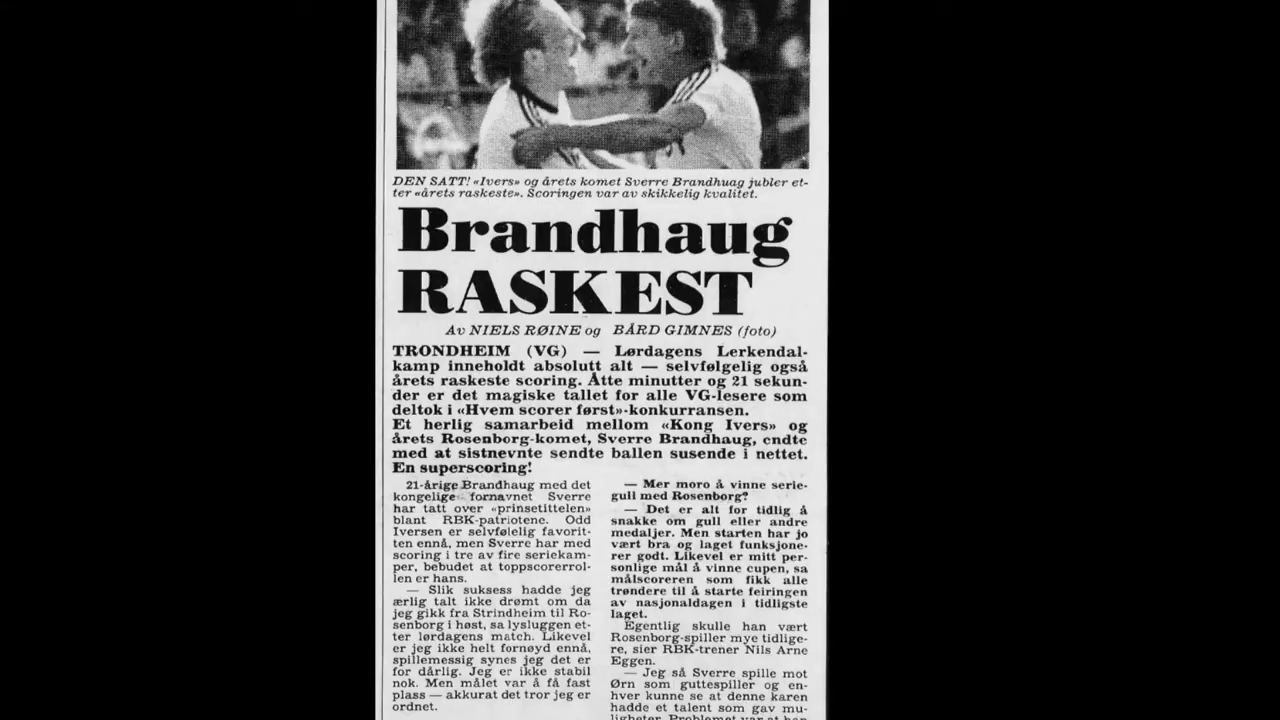 DEN SATT! «Ivers» og årets komet Sverre Brandhuag jubler et-
ter «årets raskeste». Scoringen var av skikkelig kvalitet.
Brandhaug
RASKEST
Av NIELS RØINE og BÅRD GIMNES (foto)
TRONDHEIM (VG) — Lørdagens Lerkendal-
kamp inneholdt absolutt alt — selvfølgelig også
årets raskeste scoring. Åtte minutter og 21 sekun-
der er det magiske tallet for alle VG-lesere som
deltok i «Hvem scorer først»-konkurransen.
Et herlig samarbeid mellom «Kong Ivers» og
årets Rosenborg-komet, Sverre Brandhaug, endte
med at sistnevnte sendte ballen susende i nettet.
En superscoring!
21-årige Brandhaug med det
kongelige fornavnet Sverre
har tatt over «prinsetittelen»
blant RBK-patriotene. Odd
Iversen er selvfølelig favorit-
ten ennå, men Sverre har med
scoring i tre av fire seriekam-
per, bebudet at toppscorerrol-
len er hans.
— Slik suksess hadde jeg
ærlig talt ikke drømt om da
jeg gikk fra Strindheim til Ro-
senborg i høst, sa lysluggen et-
ter lørdagens match. Likevel
er jeg ikke helt fornøyd ennå,
spillemessig synes jeg det er
for dårlig. Jeg er ikke stabil
nok. Men målet var å få fast
plass — akkurat det tror jeg er
ordnet.
— Mer moro å vinne serie-
gull med Rosenborg?
— Det er alt for tidlig å
snakke om gull eller andre
medaljer. Men starten har jo
vært bra og laget funksjone-
rer godt. Likevel er mitt per-
sonlige mål å vinne cupen, sa
målscoreren som fikk alle
trøndere til å starte feiringen
av nasjonaldagen i tidligste
laget.
Egentlig skulle han vært
Rosenborg-spiller mye tidlige-
re, sier RBK-trener Nils Arne
Eggen.
— Jeg så Sverre spille mot
Ørn som guttespiller og en-
hver kunne se at denne karen
hadde et talent som gav mu-
ligheter. Problemet var at han